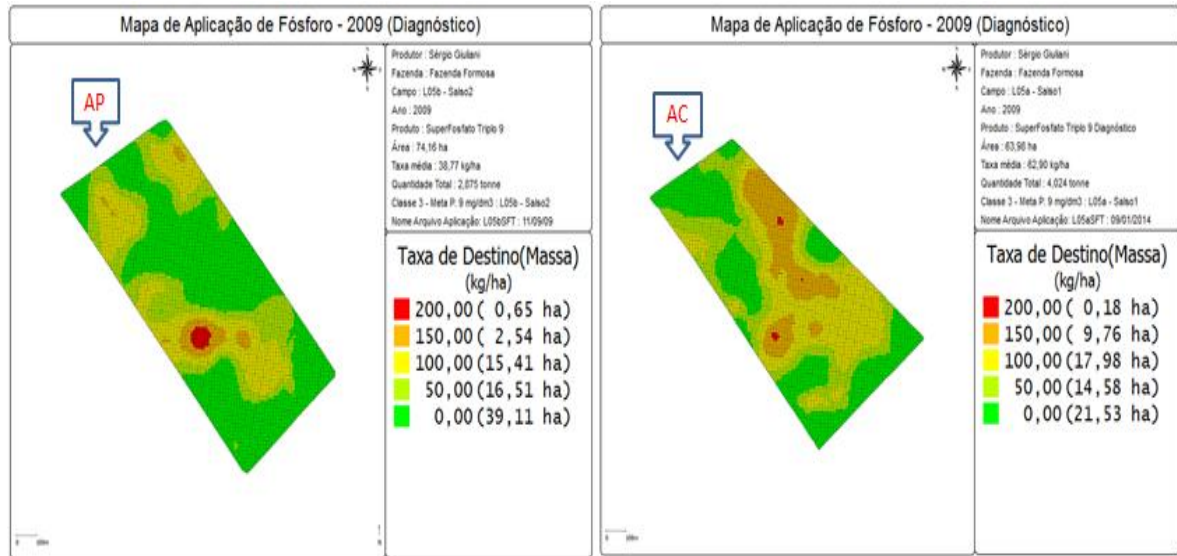 Mapa de Aplicação de Fósforo - 2009 (Diagnóstico)
AP
Produtor : Sérgio Giuliani
Fazenda : Fazenda Formosa
Campo : L05b - Salso2
Ano : 2009
Produto : SuperFosfato Triplo 9
Área : 74,16 ha
Taxa média : 38,77 kg/ha
Quantidade Total : 2,875 tonne
Classe 3 - Meta P: 9 mg/dm3 : L05b - Salso2
Nome Arquivo Aplicação: L05bSFT : 11/09/09
Taxa de Destino(Massa)
(kg/ha)
200,00 ( 0,65 ha)
150,00 ( 2,54 ha)
100,00 (15,41 ha)
50,00 (16,51 ha)
0,00 (39,11 ha)
Mapa de Aplicação de Fósforo - 2009 (Diagnóstico)
AC
Produtor : Sérgio Giuliani
Fazenda : Fazenda Formosa
Campo : L05a - Salso1
Ano : 2009
Produto : SuperFosfato Triplo 9 Diagnóstico
Área : 63,98 ha
Taxa média : 62,90 kg/ha
Quantidade Total : 4,024 tonne
Classe 3 - Meta P: 9 mg/dm3 : L05a - Salso1
Nome Arquivo Aplicação: L05aSFT : 09/01/2014
Taxa de Destino(Massa)
(kg/ha)
200,00 ( 0,18 ha)
150,00 ( 9,76 ha)
100,00 (17,98 ha)
50,00 (14,58 ha)
0,00 (21,53 ha)